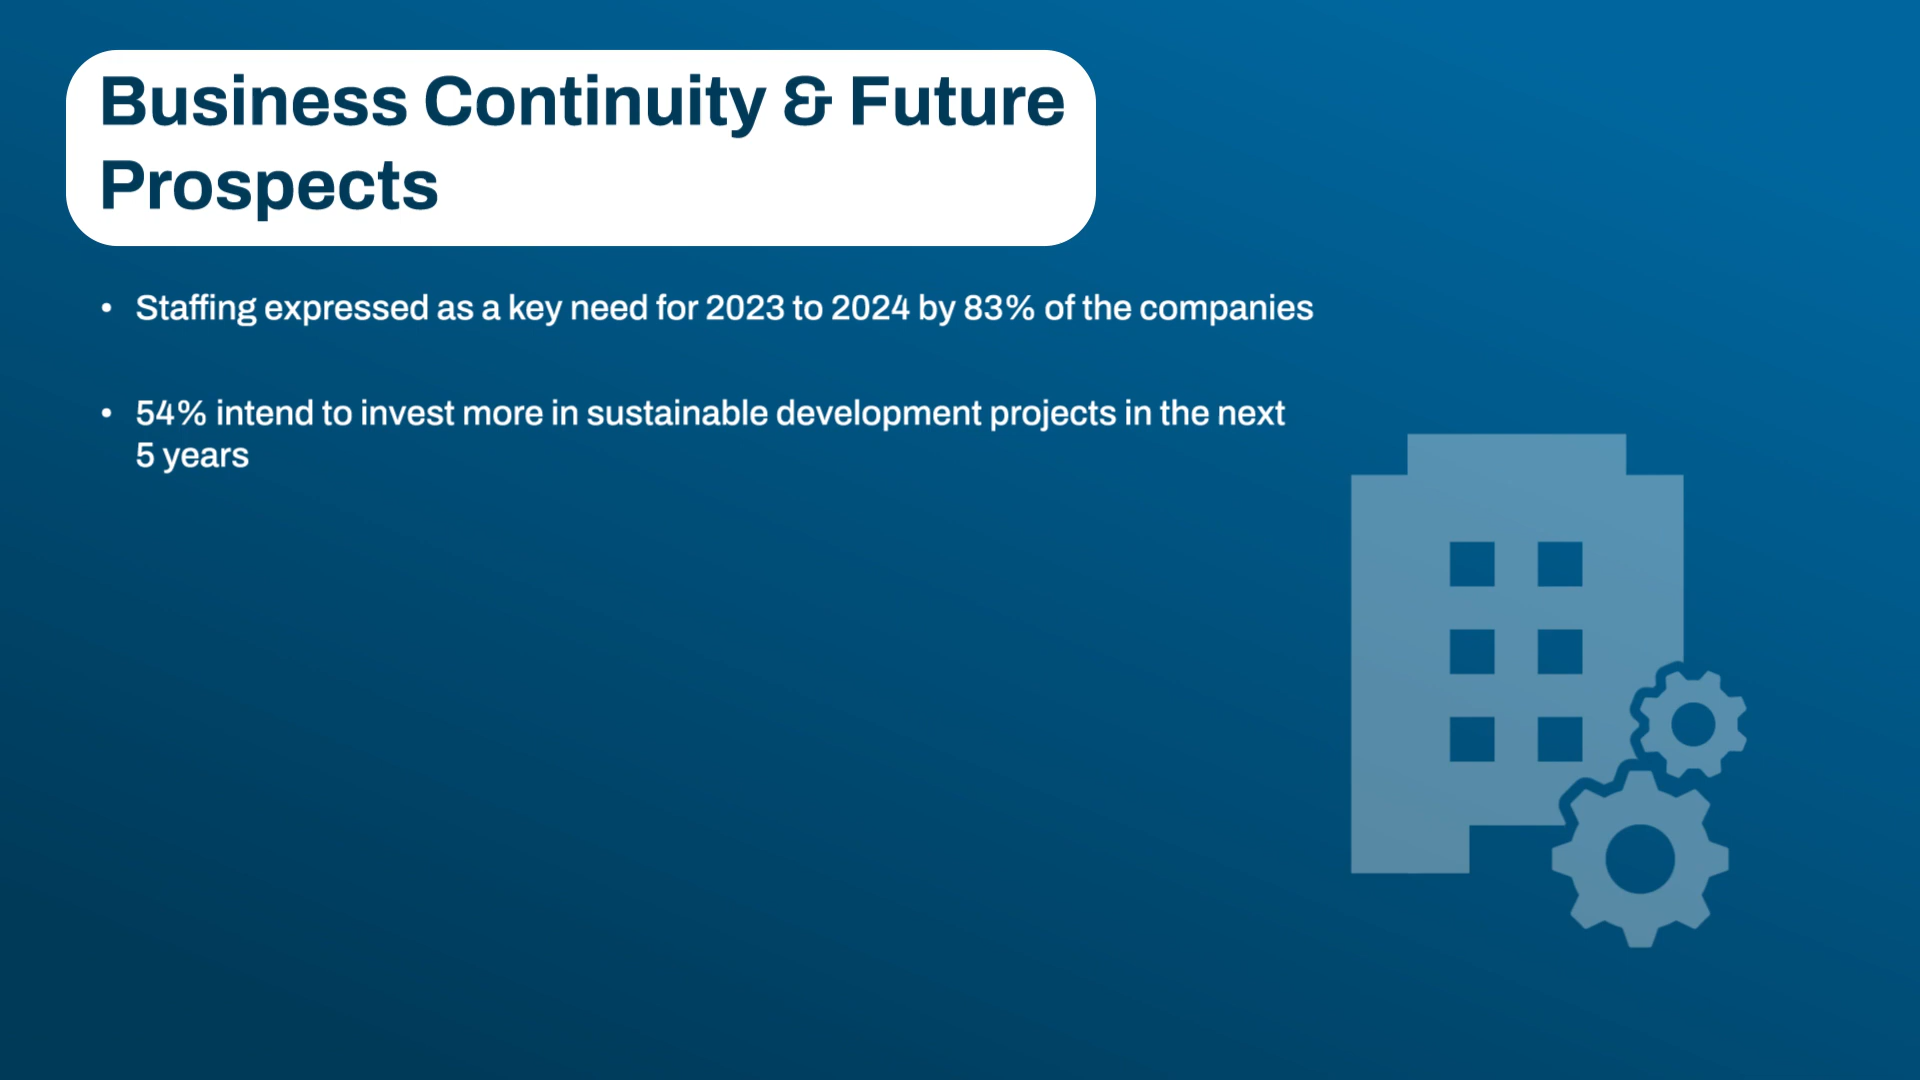 Business Continuity & Future
Prospects
• Staffing expressed as a key need for 2023 to 2024 by 83% of the companies
• 54% intend to invest more in sustainable development projects in the next
5 years